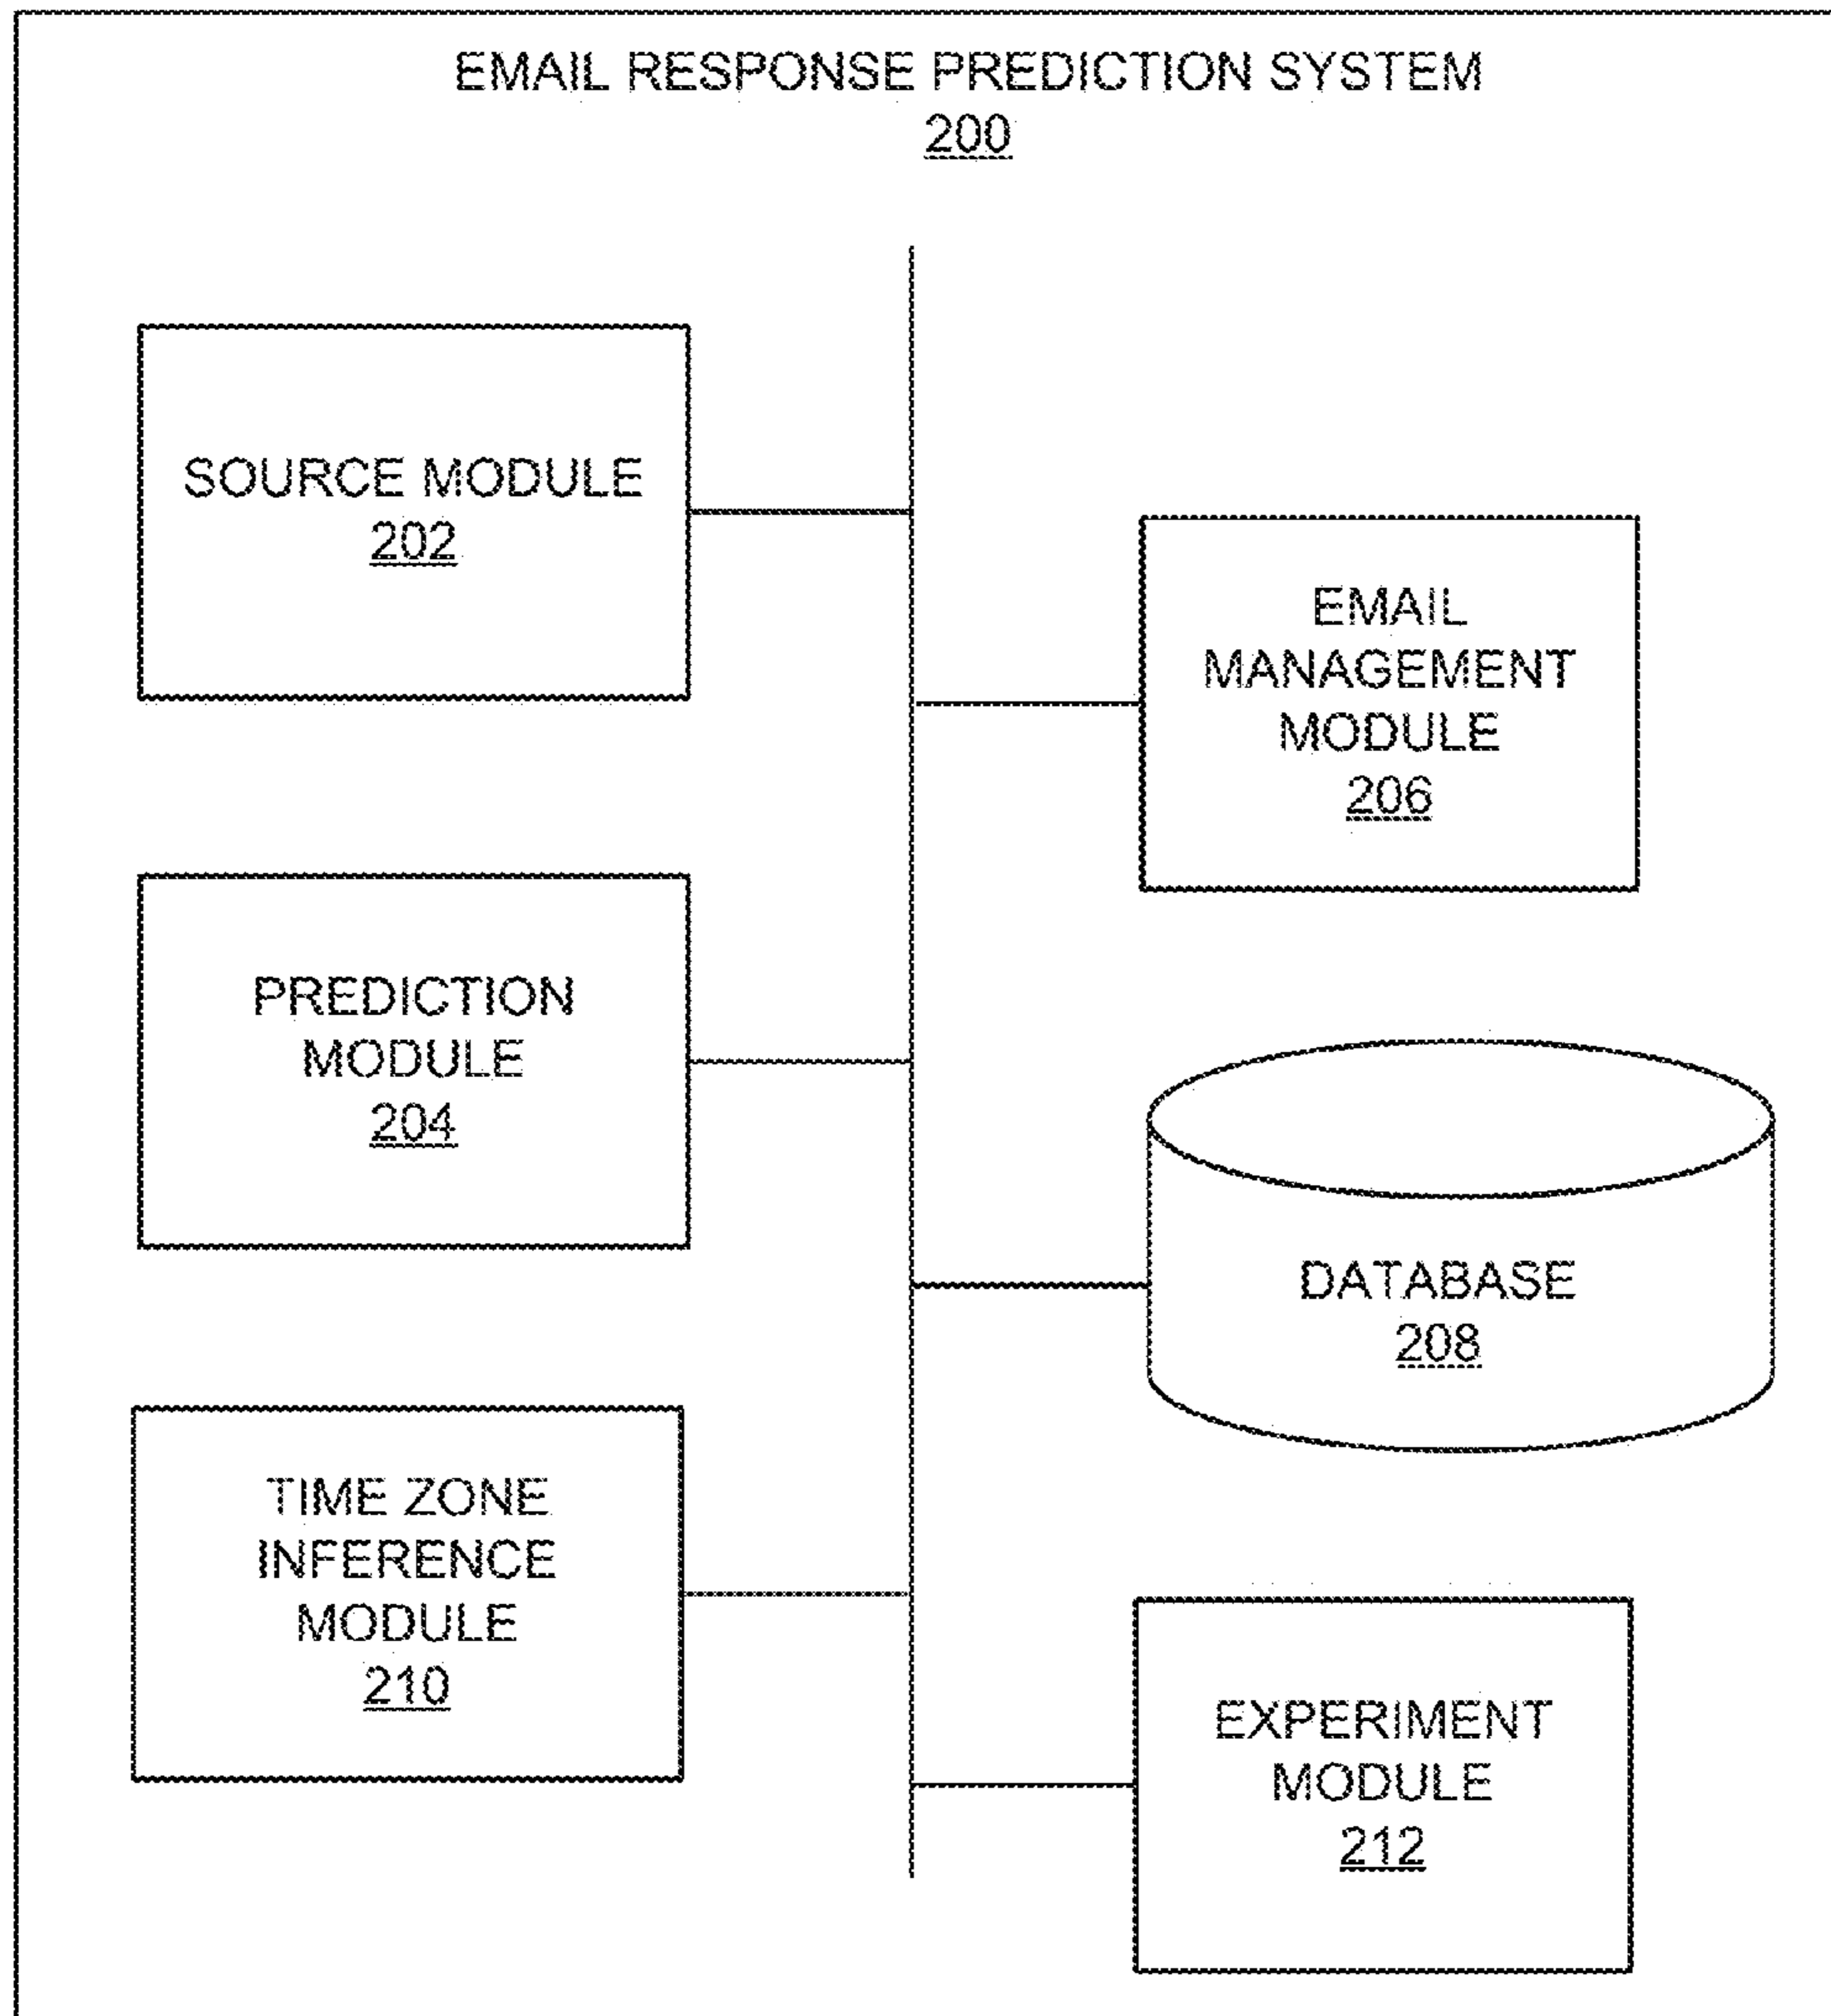 EMAIL RESPONSE PREDICTION SYSTEM
200
SOURCE MODULE
202
EMAIL
MANAGEMENT
MODULE
206
PREDICTION
MODULE
204
DATABASE
208
TIME ZONE
INFERENCE
MODULE
210
EXPERIMENT
MODULE
212